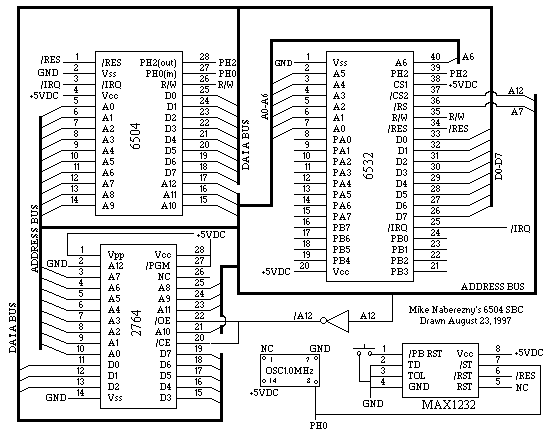 /RES 1 /RES PH2(out) 28 PH2
GND 2 Vss PH0(in) 27 PH0
/IRQ 3 /IRQ R/W 26 R/W
+5VDC 4 Vcc D0 25
5 A0 D1 24
6 A1 D2 23
7 A2 D3 22
8 A3 D4 21
9 A4 D5 20
10 A5 D6 19
11 A6 D7 18
12 A7 A12 17
13 A8 A11 16
14 A9 A10 15
6504
DATA BUS
A0-A6
GND 1 Vss A6 40 A6
2 A5 PH2 39 PH2
3 A4 CS1 38 +5VDC
4 A3 /CS2 37 A12
5 A2 /RS 36 A7
6 A1 R/W 35 R/W
7 A0 /RES 34 /RES
8 PA0 D0 33
9 PA1 D1 32
10 PA2 D2 31
11 PA3 D3 30
12 PA4 D4 29
13 PA5 D5 28
14 PA6 D6 27
15 PA7 D7 26
16 PB7 /IRQ 25 /IRQ
17 PB6 PB0 24
18 PB5 PB1 23
19 PB4 PB2 22
+5VDC 20 Vcc PB3 21
6532
D0-D7
ADDRESS BUS
ADDRESS BUS
DATA BUS
+5VDC
1 Vpp Vcc 28
GND 2 A12 /PGM 27
3 A7 NC 26
4 A6 A8 25
5 A5 A9 24
6 A4 A11 23
7 A3 /OE 22
8 A2 A10 21
9 A1 /CE 20
10 A0 D7 19
11 D0 D6 18
12 D1 D5 17
13 D2 D4 16
GND 14 Vss D3 15
2764
/A12
A12
Mike Naberezny's 6504 SBC
Drawn August 23, 1997
NC GND
1 7
OSC1.0MHz
14 8
+5VDC
PH0
1 /PB RST Vcc 8 +5VDC
2 TD /ST 7
3 TOL /RST 6 /RES
4 GND RST 5 NC
GND
MAX1232